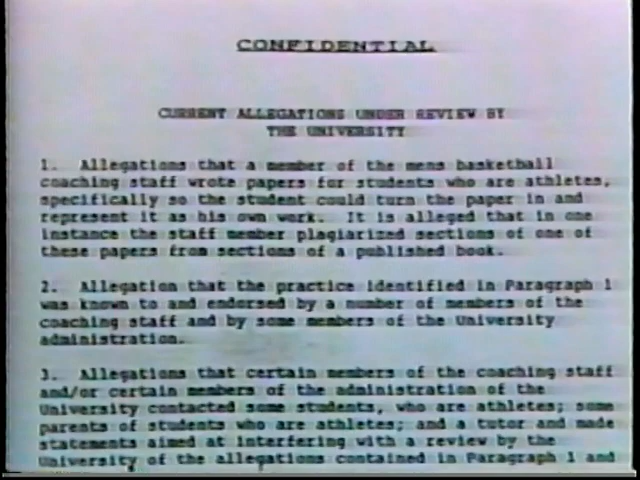 CONFIDENTIAL
CURRENT ALLEGATIONS UNDER REVIEW BY
THE UNIVERSITY
1. Allegations that a member of the mens basketball
coaching staff wrote papers for students who are athletes,
specifically so the student could turn the paper in and
represent it as his own work. It is alleged that in one
instance the staff member plagiarized sections of one of
these papers from sections of a published book.
2. Allegation that the practice identified in Paragraph 1
was known to and endorsed by a number of members of the
coaching staff and by some members of the University
administration.
3. Allegations that certain members of the coaching staff
and/or certain members of the administration of the
University contacted some students, who are athletes; some
parents of students who are athletes; and a tutor and made
statements aimed at interfering with a review by the
University of the allegations contained in Paragraph 1 and